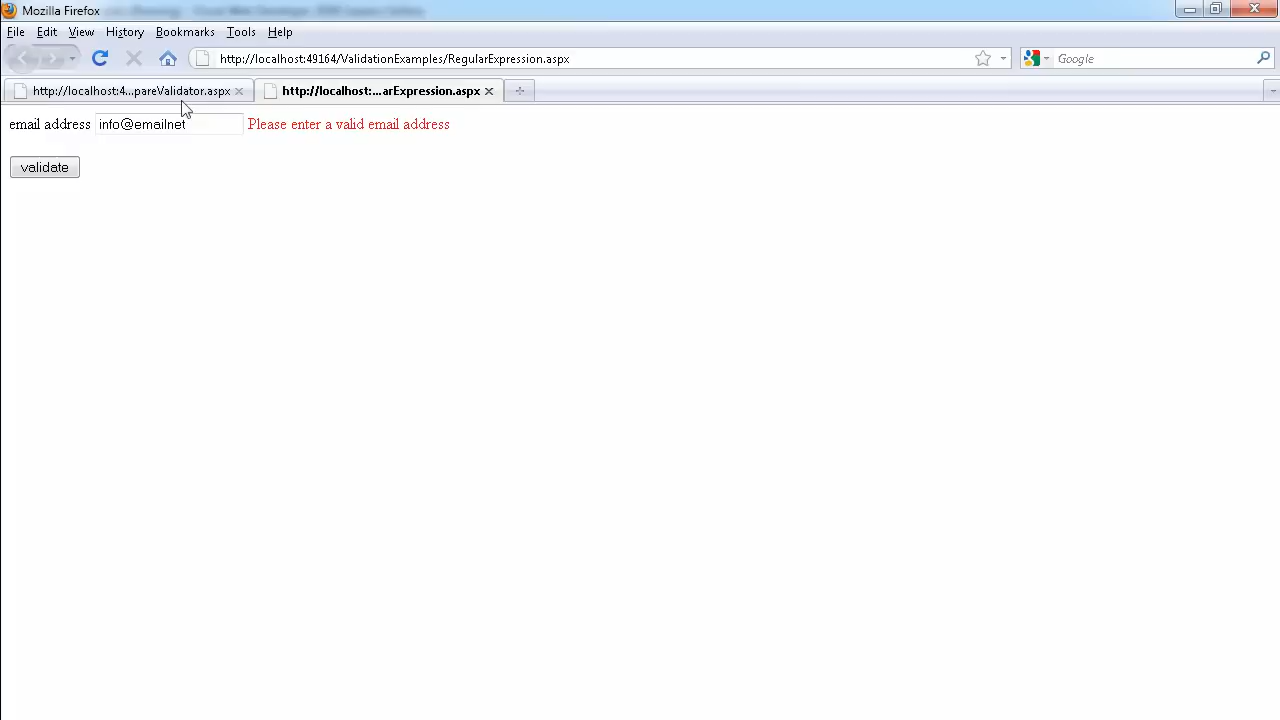 Mozilla Firefox
File Edit View History Bookmarks Tools Help
http://localhost:49164/ValidationExamples/RegularExpression.aspx
Google
http://localhost:4...pareValidator.aspx
http://localhost:...arExpression.aspx
email address info@emailnet Please enter a valid email address
validate